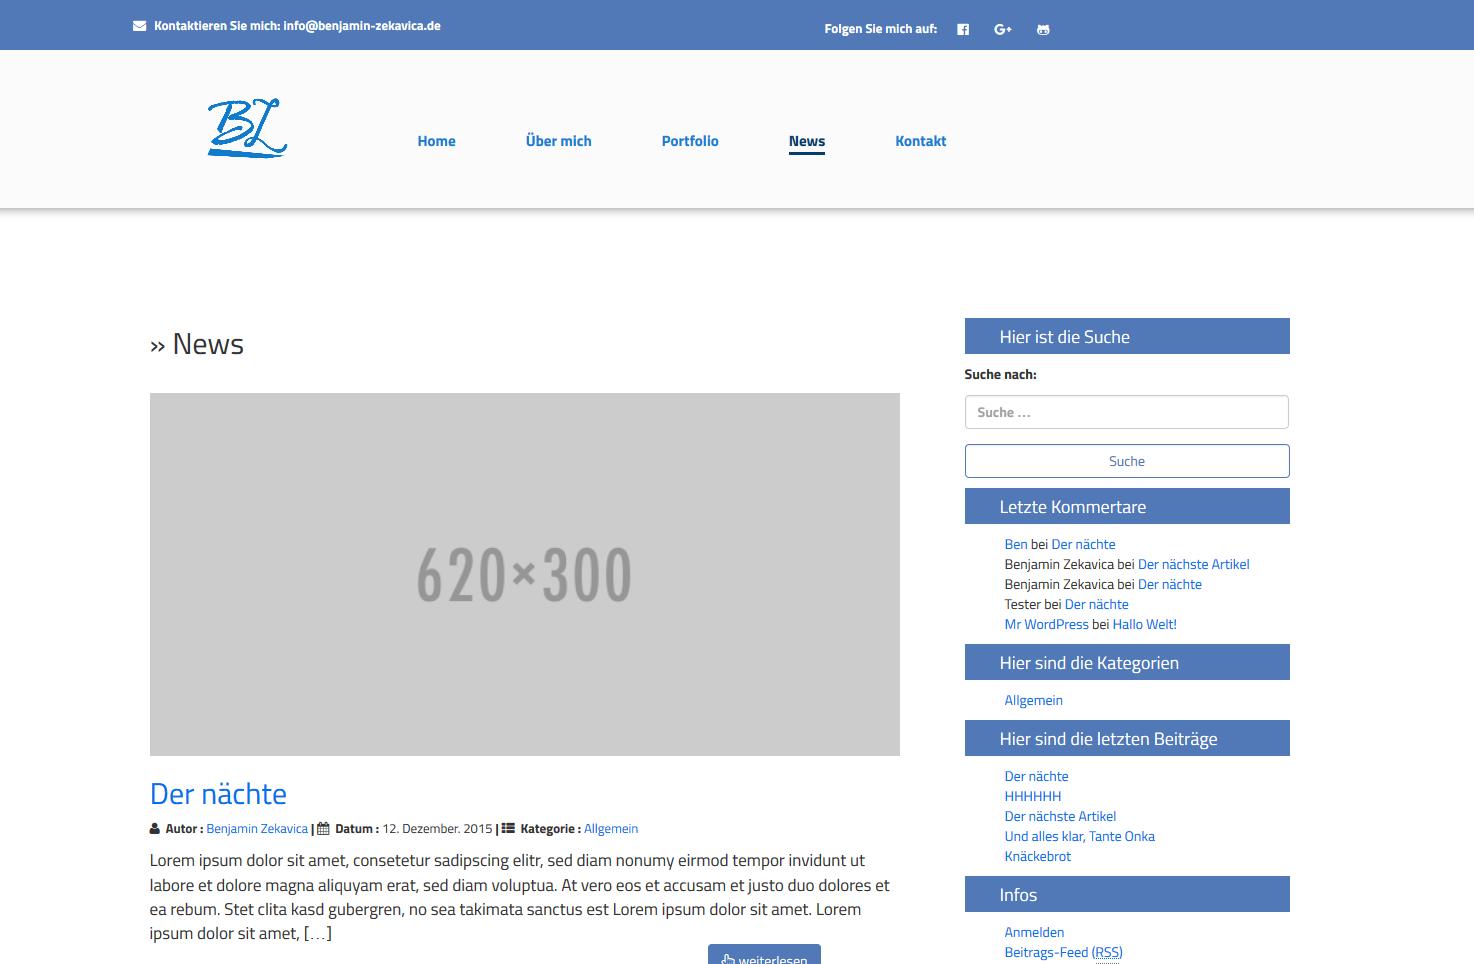 Kontaktieren Sie mich: info@benjamin-zekavica.de
Folgen Sie mich auf:
BZ
Home
Über mich
Portfolio
News
Kontakt
» News
620×300
Der nächte
Autor : Benjamin Zekavica | Datum : 12. Dezember. 2015 | Kategorie : Allgemein
Lorem ipsum dolor sit amet, consetetur sadipscing elitr, sed diam nonumy eirmod tempor invidunt ut
labore et dolore magna aliquyam erat, sed diam voluptua. At vero eos et accusam et justo duo dolores et
ea rebum. Stet clita kasd gubergren, no sea takimata sanctus est Lorem ipsum dolor sit amet. Lorem
ipsum dolor sit amet, […]
weiterlesen
Hier ist die Suche
Suche nach:
Suche …
Suche
Letzte Kommertare
Ben bei Der nächte
Benjamin Zekavica bei Der nächste Artikel
Benjamin Zekavica bei Der nächte
Tester bei Der nächte
Mr WordPress bei Hallo Welt!
Hier sind die Kategorien
Allgemein
Hier sind die letzten Beiträge
Der nächte
HHHHHH
Der nächste Artikel
Und alles klar, Tante Onka
Knäckebrot
Infos
Anmelden
Beitrags-Feed (RSS)